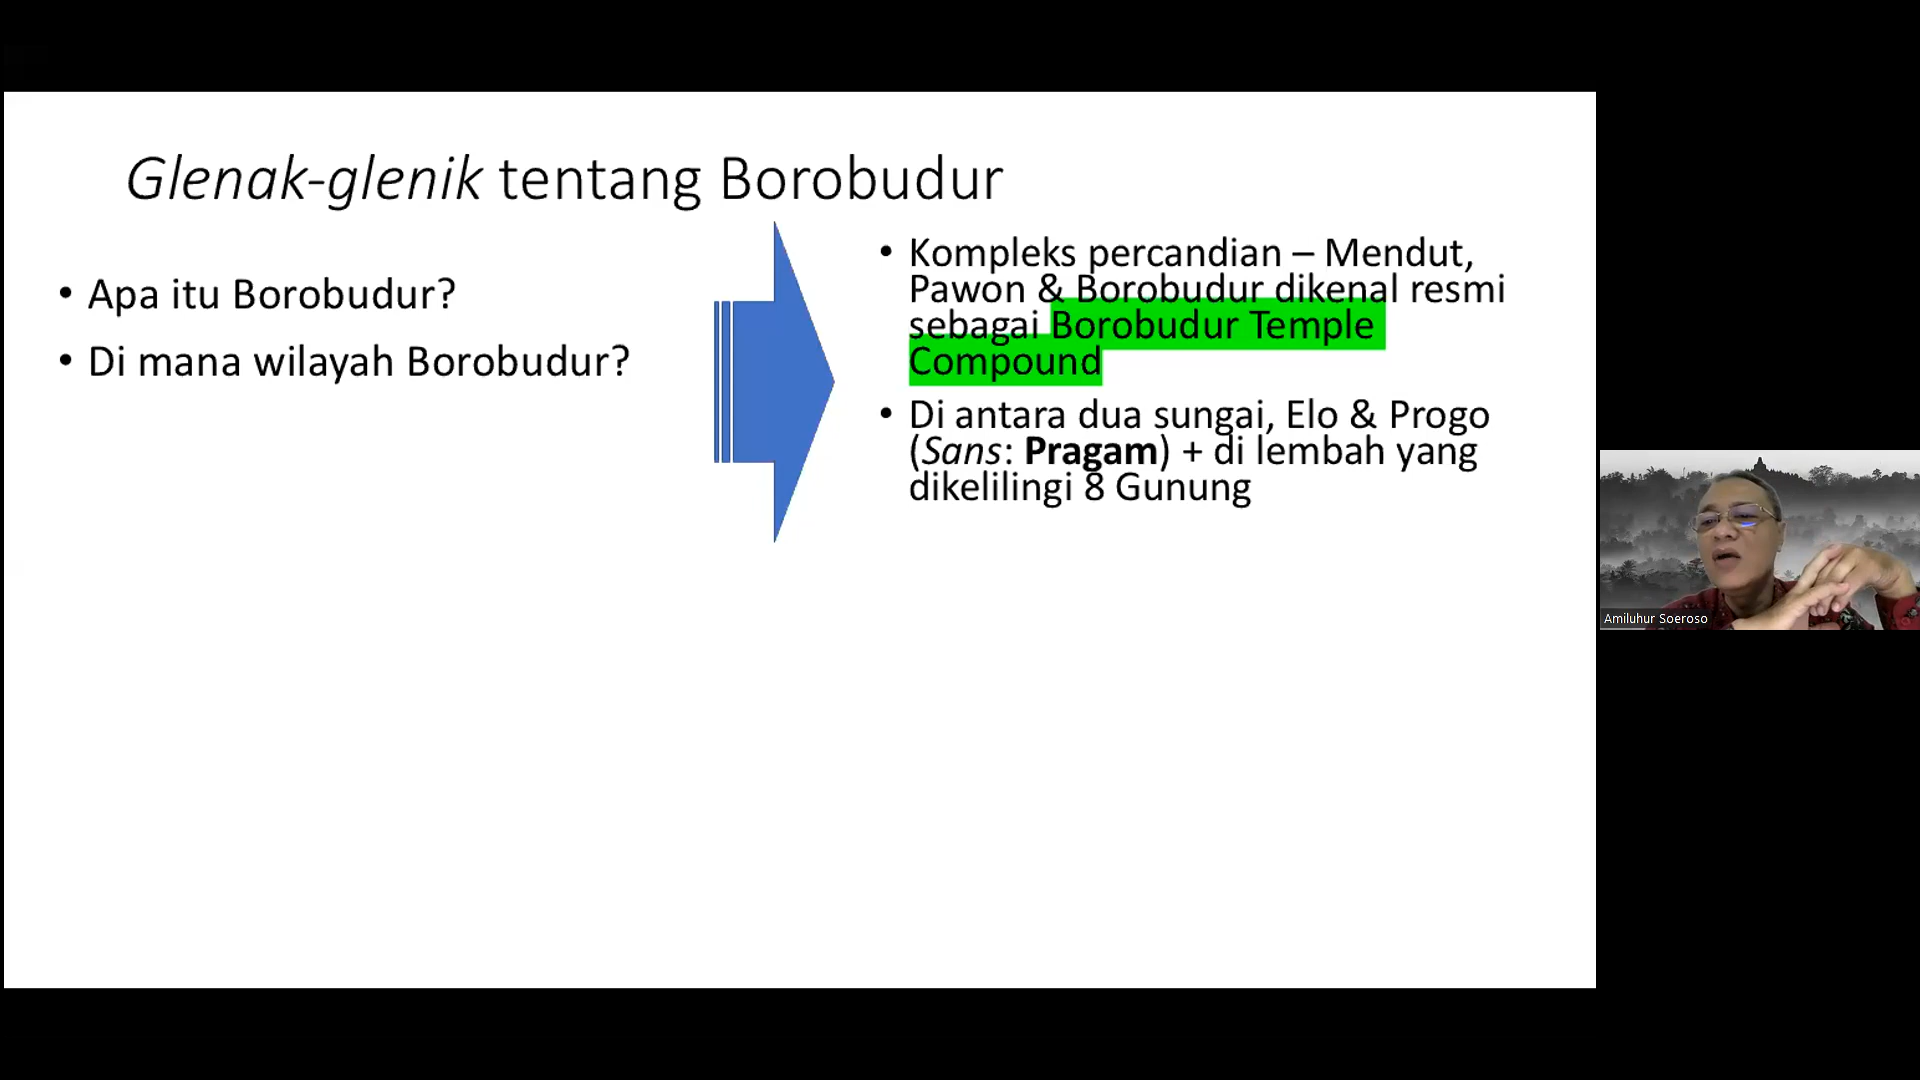 Glenak-glenik tentang Borobudur
• Apa itu Borobudur?
• Di mana wilayah Borobudur?
• Kompleks percandian – Mendut,
Pawon & Borobudur dikenal resmi
sebagai Borobudur Temple
Compound
• Di antara dua sungai, Elo & Progo
(Sans: Pragam) + di lembah yang
dikelilingi 8 Gunung
Amiluhur Soeroso